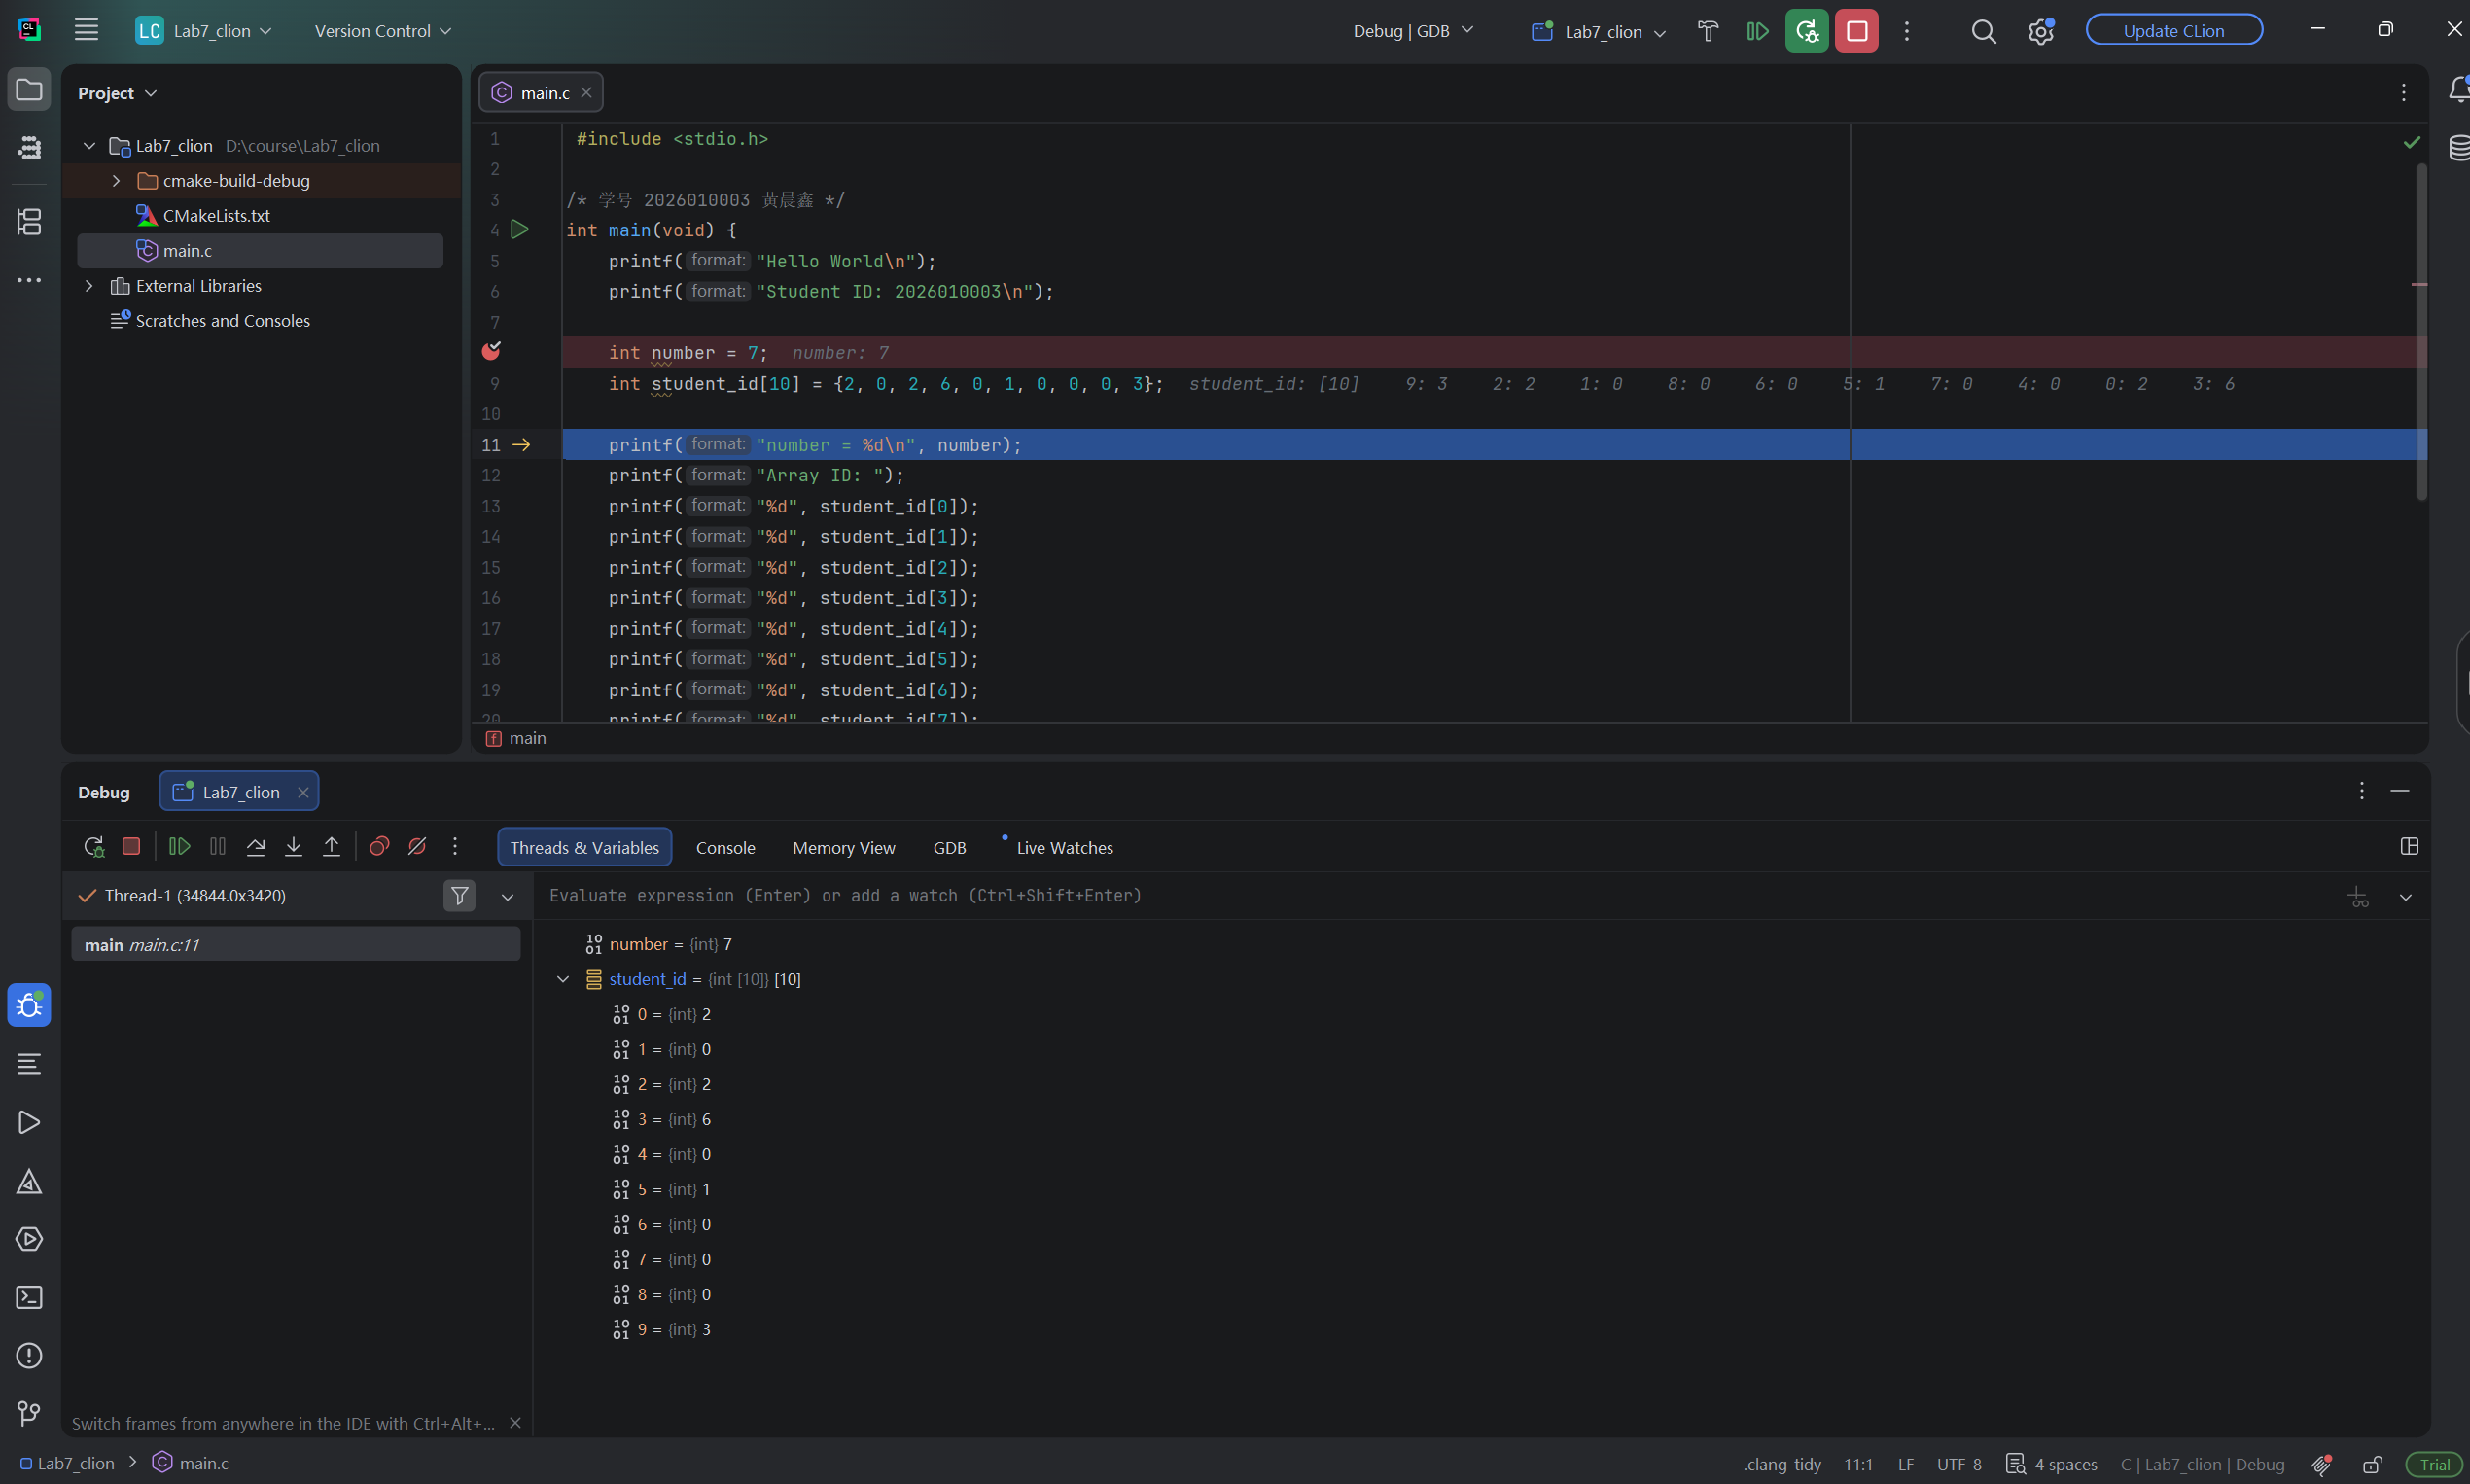 LC Lab7_clion Version Control Debug | GDB Lab7_clion Update CLion
Project
Lab7_clion D:\course\Lab7_clion
cmake-build-debug
CMakeLists.txt
main.c
External Libraries
Scratches and Consoles
main.c
1 #include <stdio.h>
2
3 /* 学号 2026010003 黄晨鑫 */
4 int main(void) {
5 printf( format: "Hello World\n");
6 printf( format: "Student ID: 2026010003\n");
7
int number = 7; number: 7
9 int student_id[10] = {2, 0, 2, 6, 0, 1, 0, 0, 0, 3}; student_id: [10] 9: 3 2: 2 1: 0 8: 0 6: 0 5: 1 7: 0 4: 0 0: 2 3: 6
10
11 printf( format: "number = %d\n", number);
12 printf( format: "Array ID: ");
13 printf( format: "%d", student_id[0]);
14 printf( format: "%d", student_id[1]);
15 printf( format: "%d", student_id[2]);
16 printf( format: "%d", student_id[3]);
17 printf( format: "%d", student_id[4]);
18 printf( format: "%d", student_id[5]);
19 printf( format: "%d", student_id[6]);
20 printf( format: "%d", student_id[7]);
main
Debug Lab7_clion
Threads & Variables Console Memory View GDB Live Watches
Thread-1 (34844.0x3420)
Evaluate expression (Enter) or add a watch (Ctrl+Shift+Enter)
main main.c:11
number = {int} 7
student_id = {int [10]} [10]
0 = {int} 2
1 = {int} 0
2 = {int} 2
3 = {int} 6
4 = {int} 0
5 = {int} 1
6 = {int} 0
7 = {int} 0
8 = {int} 0
9 = {int} 3
Switch frames from anywhere in the IDE with Ctrl+Alt+...
Lab7_clion main.c .clang-tidy 11:1 LF UTF-8 4 spaces C | Lab7_clion | Debug Trial